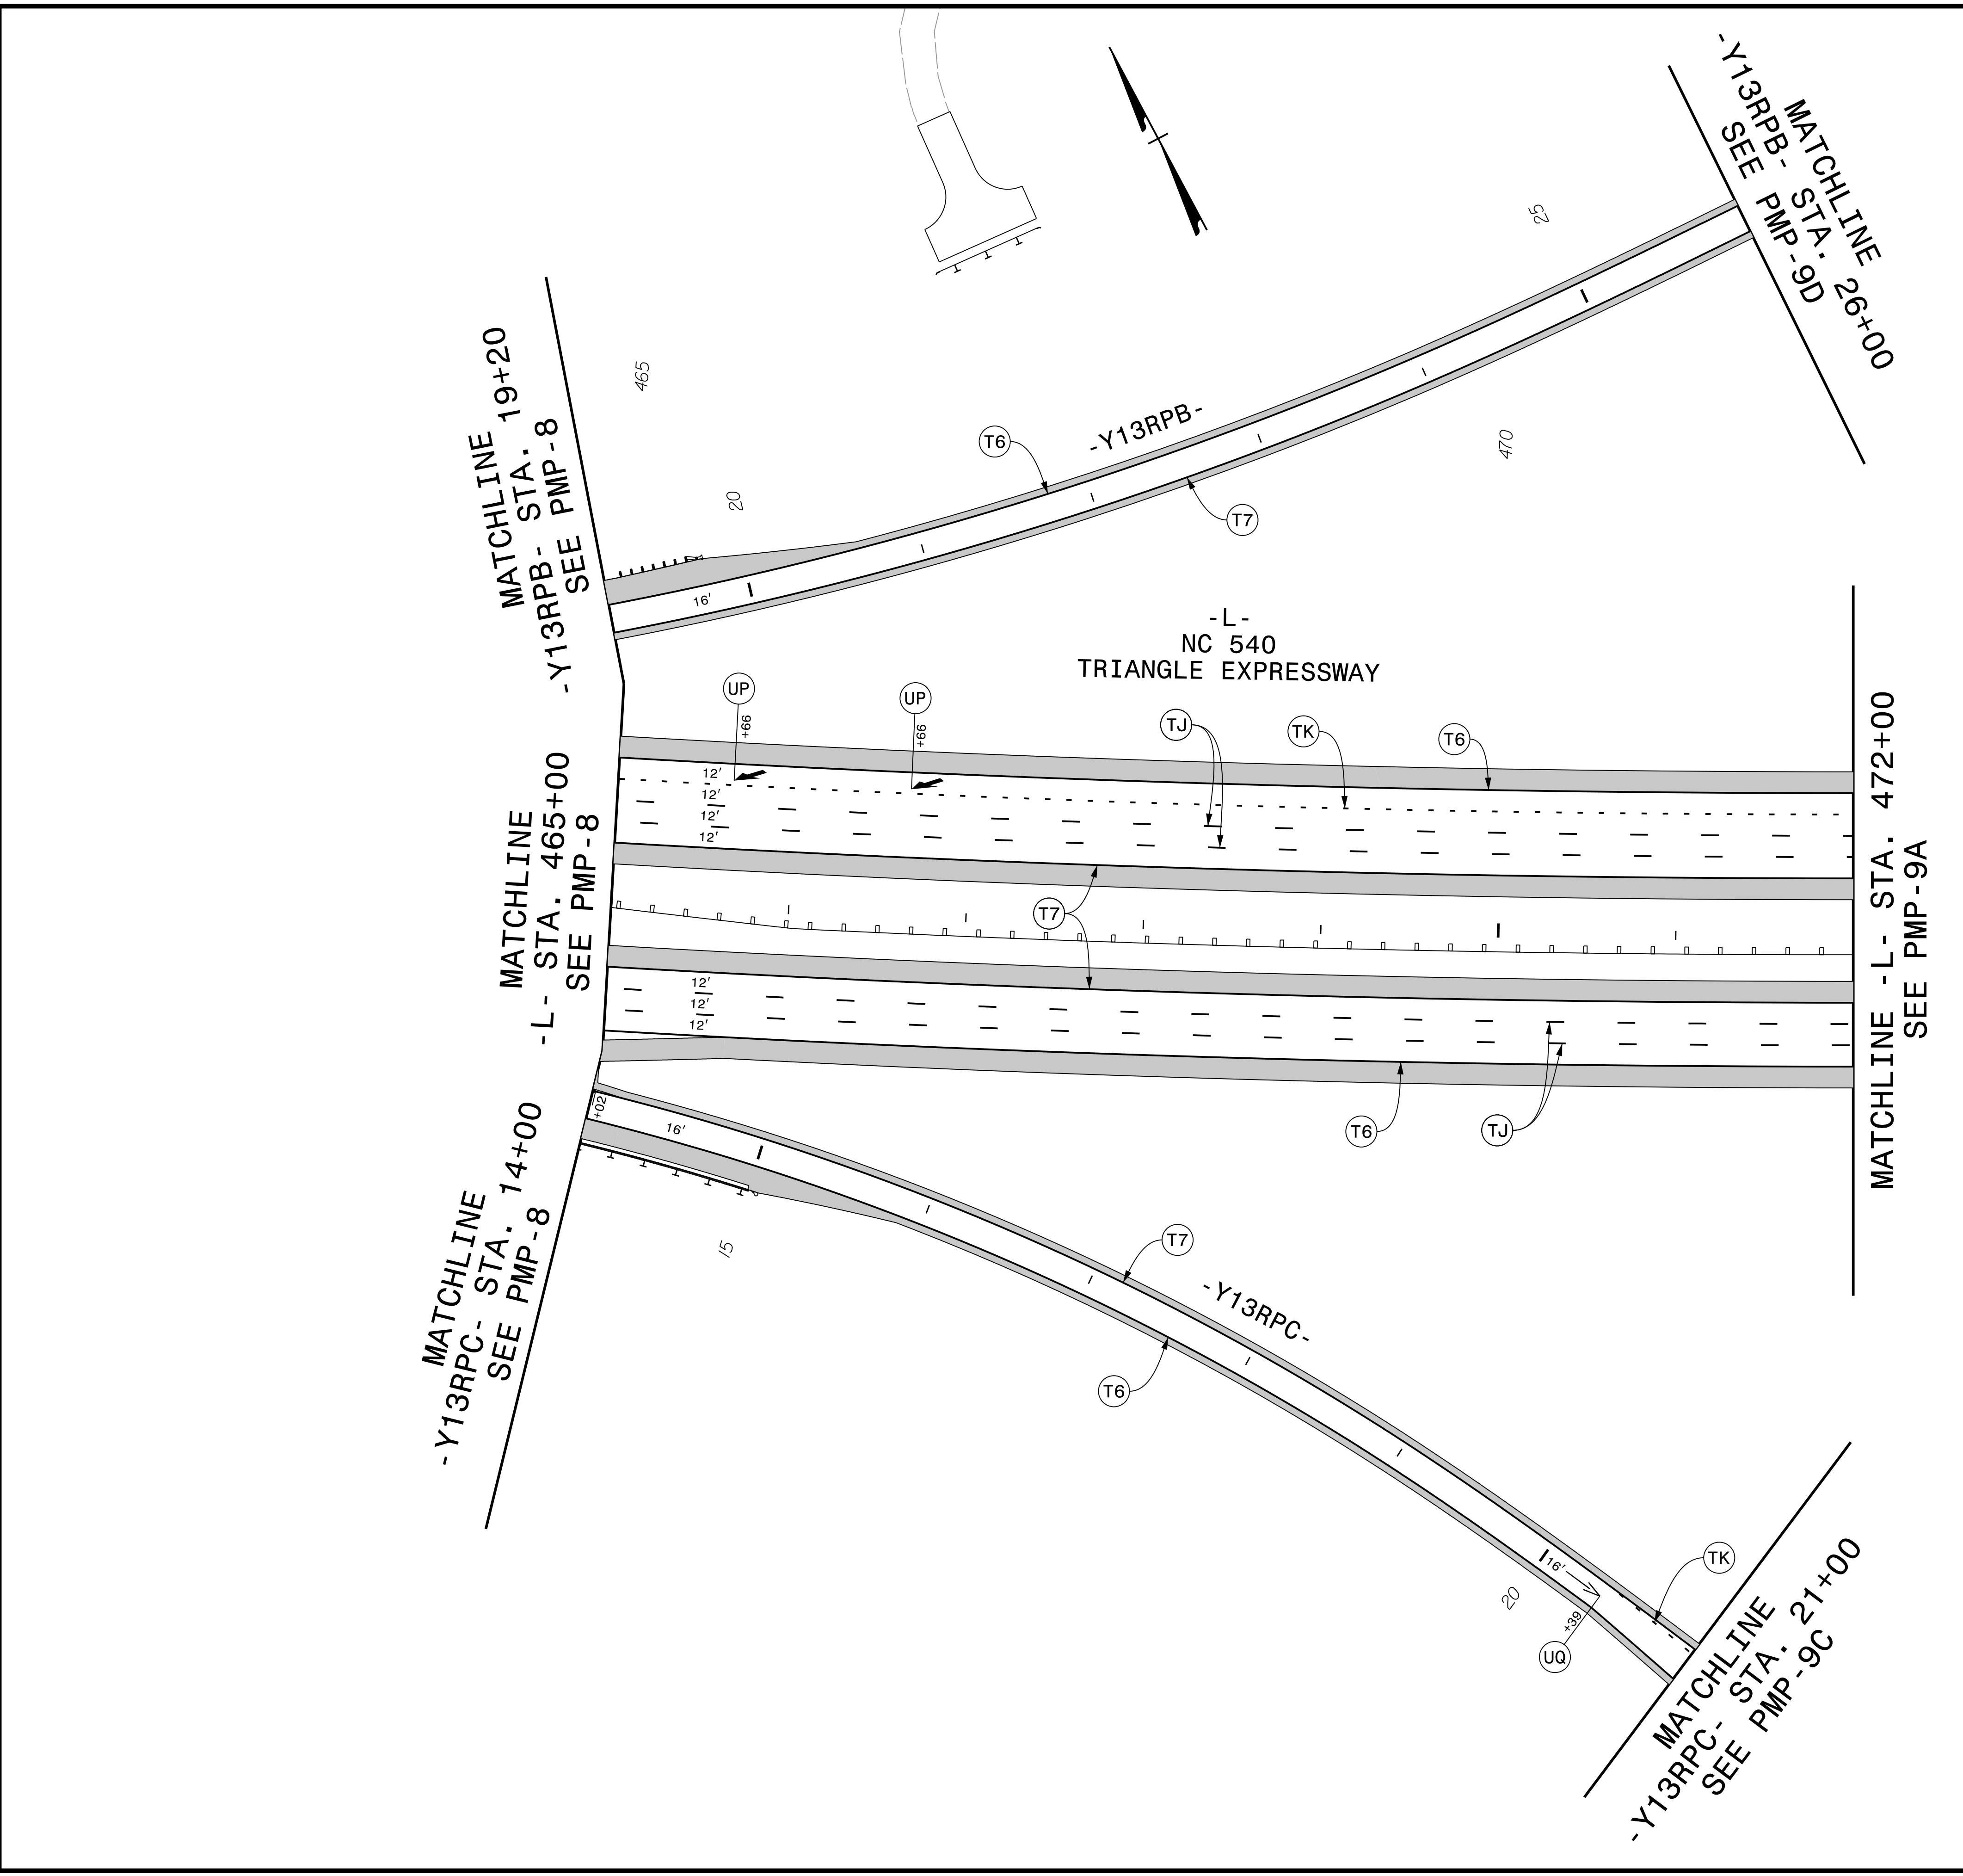 MATCHLINE
-Y13RPB- STA. 26+00
SEE PMP-9D
25
MATCHLINE
-Y13RPB- STA. 19+20
SEE PMP-8
465
20
T6
-Y13RPB-
470
T7
16'
-L-
NC 540
TRIANGLE EXPRESSWAY
UP
+66
UP
+66
TJ
TK
T6
12'
12'
12'
12'
MATCHLINE
-L- STA. 465+00
SEE PMP-8
T7
MATCHLINE -L- STA. 472+00
SEE PMP-9A
12'
12'
12'
T6
TJ
MATCHLINE
-Y13RPC- STA. 14+00
SEE PMP-8
+02
16'
15
T7
-Y13RPC-
T6
16'
TK
20
+39
UQ
MATCHLINE
-Y13RPC- STA. 21+00
SEE PMP-9C